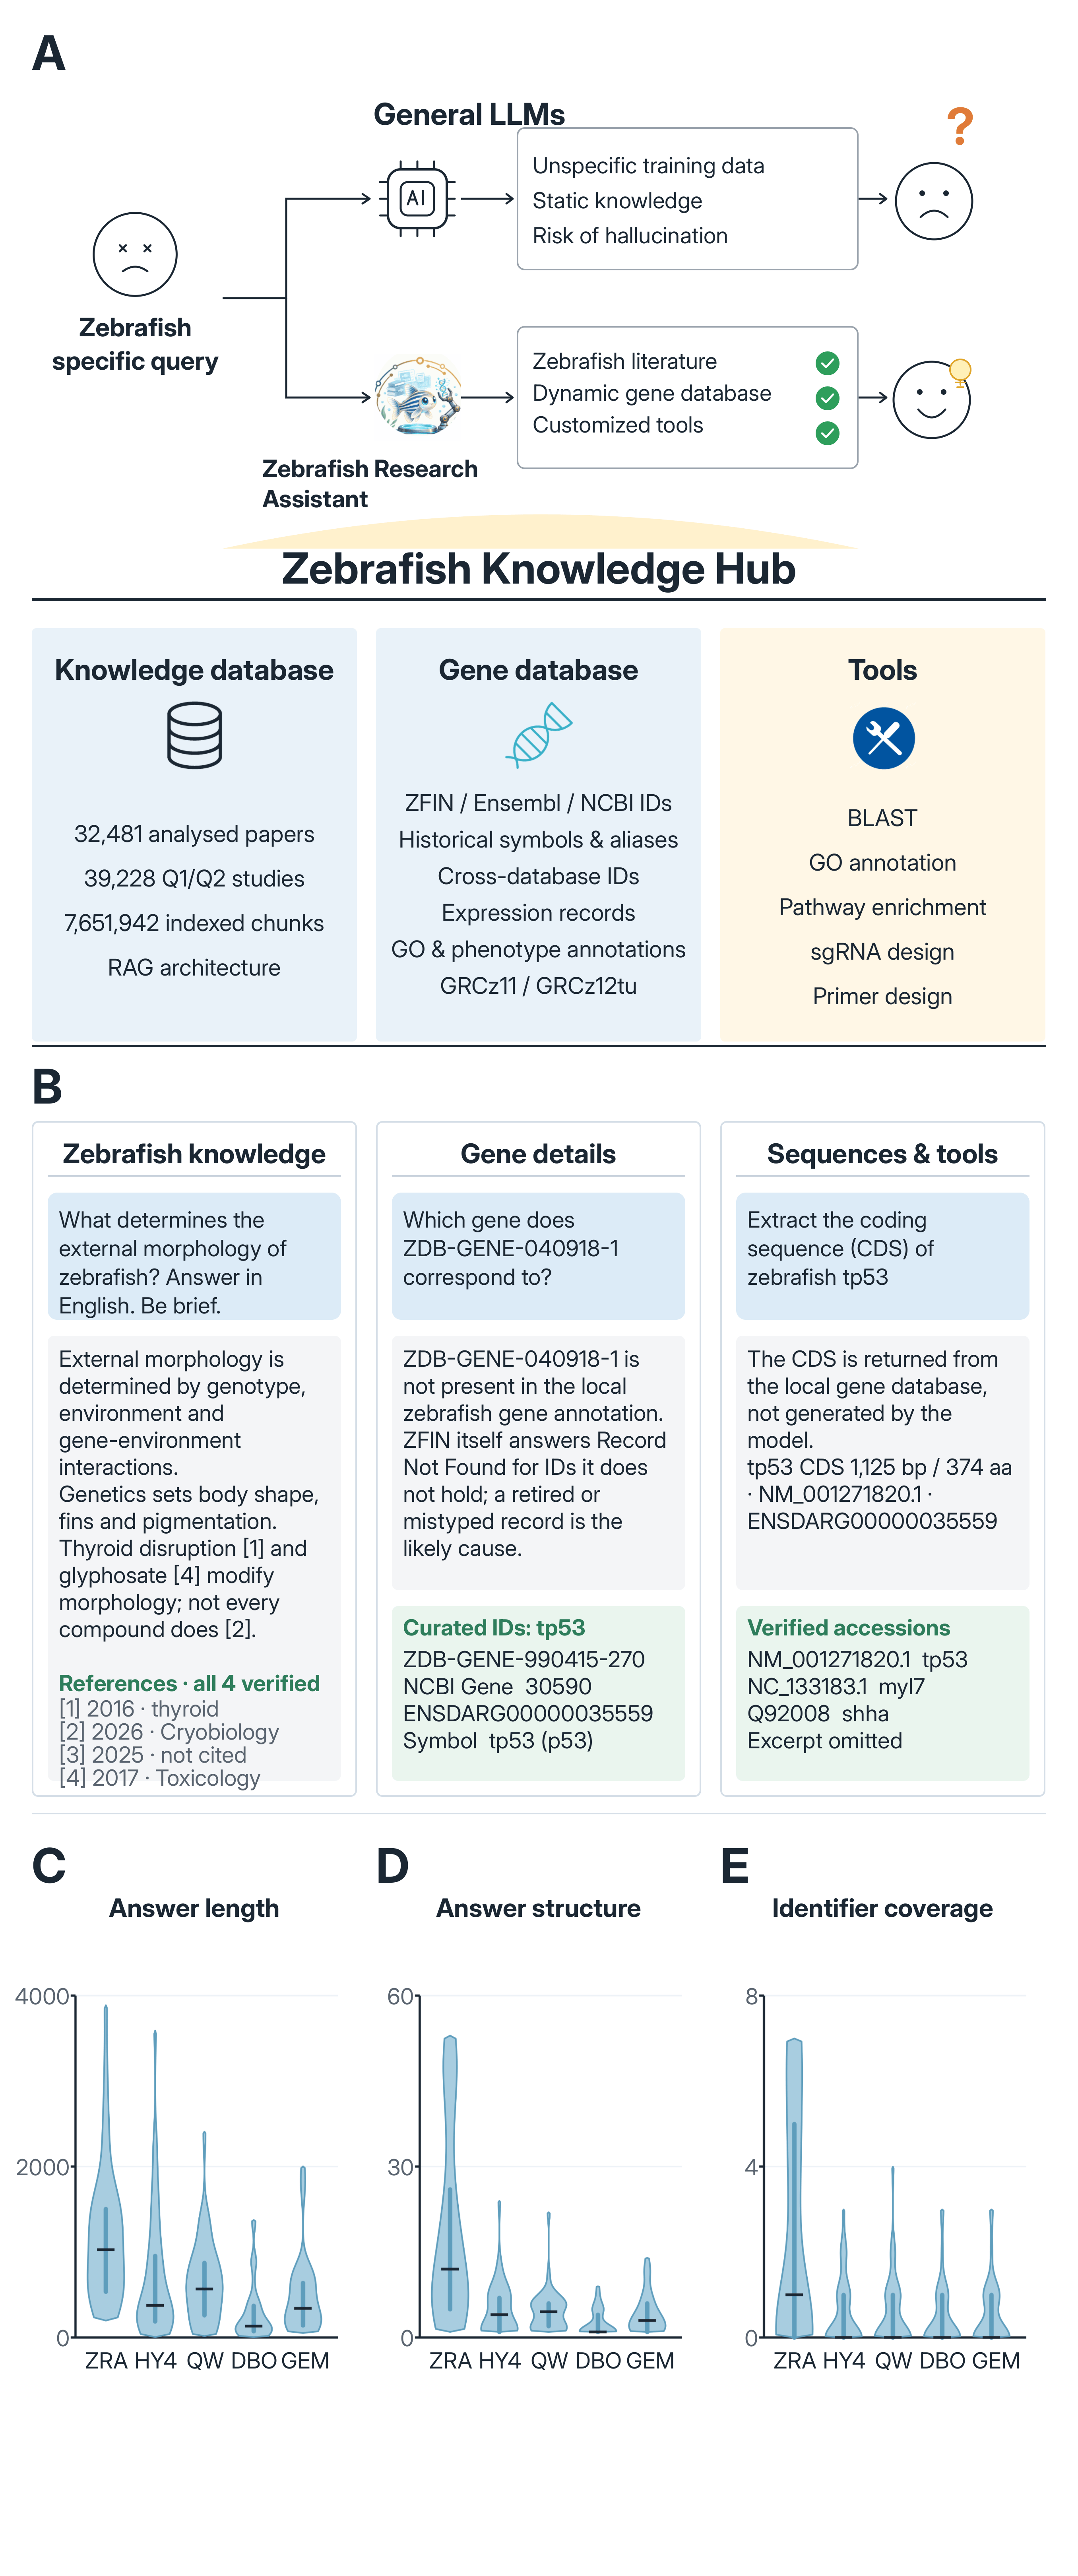 A
General LLMs
?
AI
Unspecific training data
Static knowledge
Risk of hallucination
Zebrafish
specific query
Zebrafish literature
Dynamic gene database
Customized tools
Zebrafish Research
Assistant
Zebrafish Knowledge Hub
Knowledge database
32,481 analysed papers
39,228 Q1/Q2 studies
7,651,942 indexed chunks
RAG architecture
Gene database
ZFIN / Ensembl / NCBI IDs
Historical symbols & aliases
Cross-database IDs
Expression records
GO & phenotype annotations
GRCz11 / GRCz12tu
Tools
BLAST
GO annotation
Pathway enrichment
sgRNA design
Primer design
B
Zebrafish knowledge
What determines the
external morphology of
zebrafish? Answer in
English. Be brief.
External morphology is
determined by genotype,
environment and
gene-environment
interactions.
Genetics sets body shape,
fins and pigmentation.
Thyroid disruption [1] and
glyphosate [4] modify
morphology; not every
compound does [2].
References · all 4 verified
[1] 2016 · thyroid
[2] 2026 · Cryobiology
[3] 2025 · not cited
[4] 2017 · Toxicology
Gene details
Which gene does
ZDB-GENE-040918-1
correspond to?
ZDB-GENE-040918-1 is
not present in the local
zebrafish gene annotation.
ZFIN itself answers Record
Not Found for IDs it does
not hold; a retired or
mistyped record is the
likely cause.
Curated IDs: tp53
ZDB-GENE-990415-270
NCBI Gene 30590
ENSDARG00000035559
Symbol tp53 (p53)
Sequences & tools
Extract the coding
sequence (CDS) of
zebrafish tp53
The CDS is returned from
the local gene database,
not generated by the
model.
tp53 CDS 1,125 bp / 374 aa
· NM_001271820.1 ·
ENSDARG00000035559
Verified accessions
NM_001271820.1 tp53
NC_133183.1 myl7
Q92008 shha
Excerpt omitted
C
Answer length
4000
2000
0
ZRA HY4 QW DBO GEM
D
Answer structure
60
30
0
ZRA HY4 QW DBO GEM
E
Identifier coverage
8
4
0
ZRA HY4 QW DBO GEM